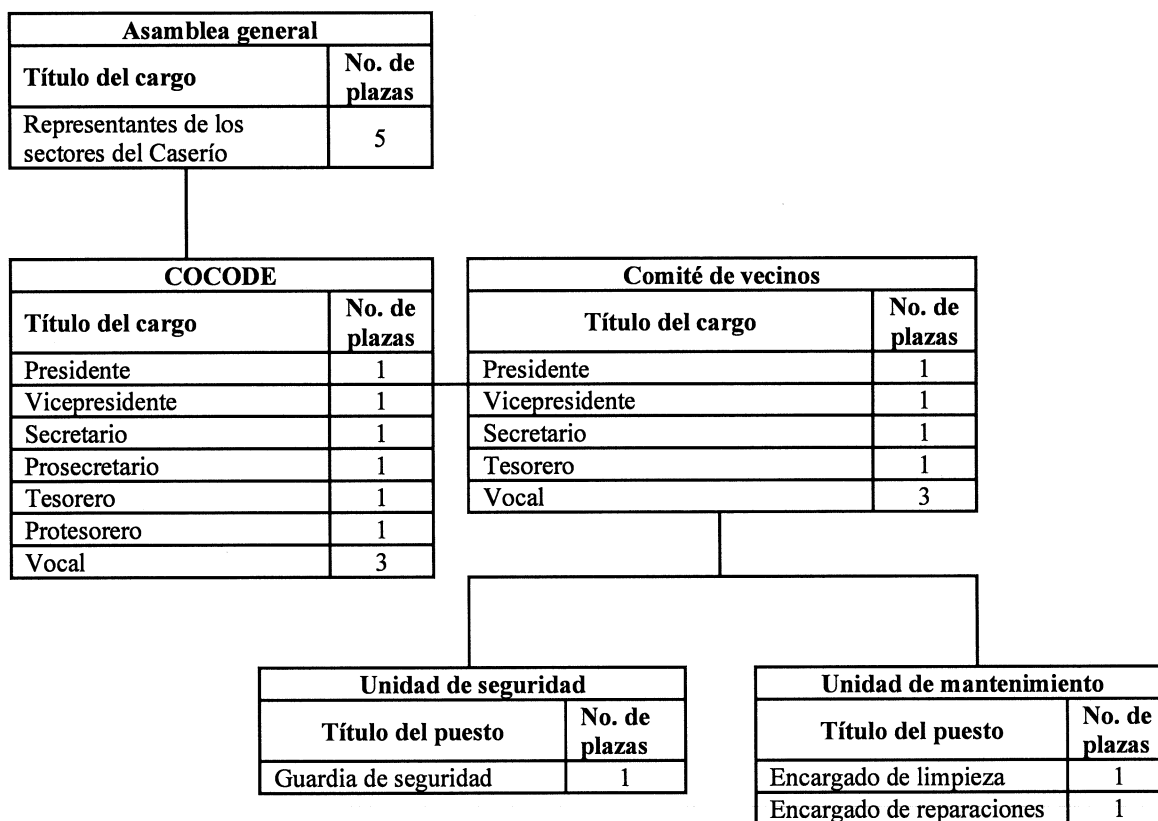 Asamblea general
Título del cargo No. de plazas
Representantes de los sectores del Caserío 5
COCODE
Título del cargo No. de plazas
Presidente 1
Vicepresidente 1
Secretario 1
Prosecretario 1
Tesorero 1
Protesorero 1
Vocal 3
Comité de vecinos
Título del cargo No. de plazas
Presidente 1
Vicepresidente 1
Secretario 1
Tesorero 1
Vocal 3
Unidad de seguridad
Título del puesto No. de plazas
Guardia de seguridad 1
Unidad de mantenimiento
Título del puesto No. de plazas
Encargado de limpieza 1
Encargado de reparaciones 1